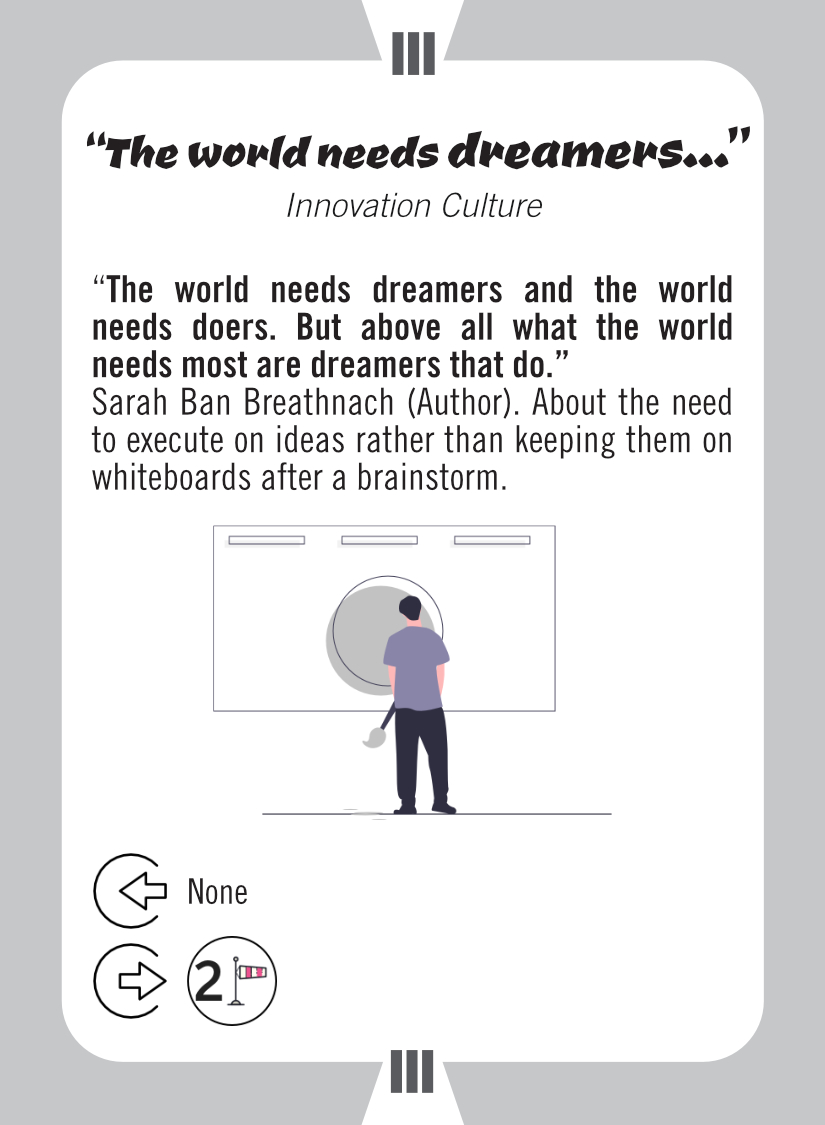 III
“The world needs dreamers...”
Innovation Culture
“The world needs dreamers and the world
needs doers. But above all what the world
needs most are dreamers that do.”
Sarah Ban Breathnach (Author). About the need
to execute on ideas rather than keeping them on
whiteboards after a brainstorm.
None
2
III